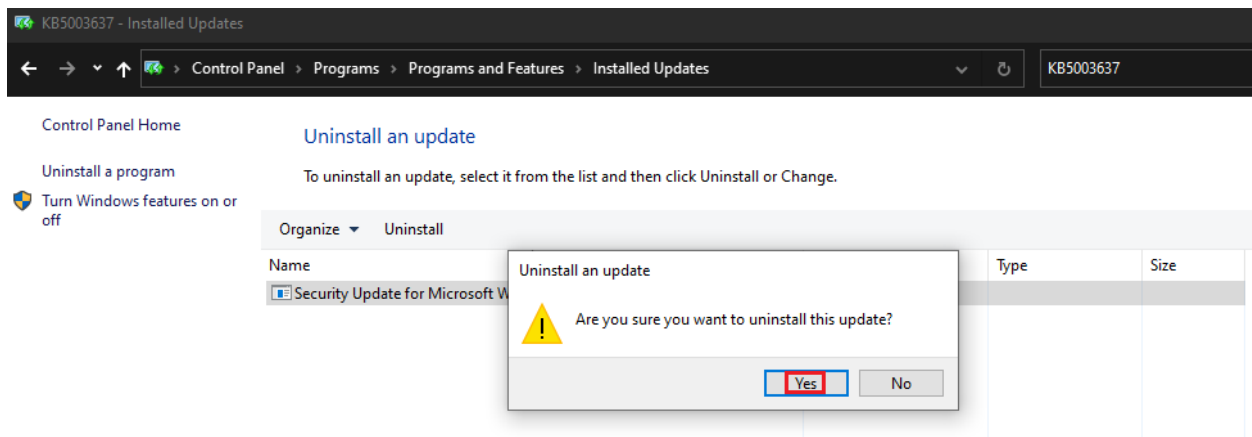 KB5003637 - Installed Updates
Control Panel > Programs > Programs and Features > Installed Updates
KB5003637
Control Panel Home
Uninstall a program
Turn Windows features on or
off
Uninstall an update
To uninstall an update, select it from the list and then click Uninstall or Change.
Organize Uninstall
Name Type Size
Security Update for Microsoft W
Uninstall an update
Are you sure you want to uninstall this update?
Yes No